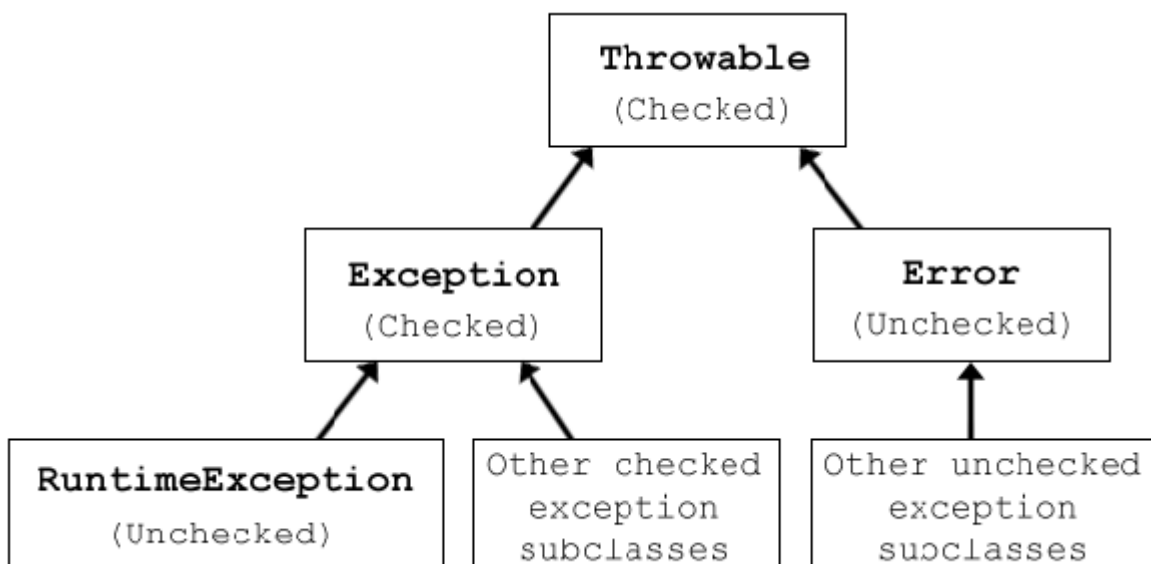 Throwable
(Checked)
Exception
(Checked)
Error
(Unchecked)
RuntimeException
(Unchecked)
Other checked
exception
subclasses
Other unchecked
exception
subclasses